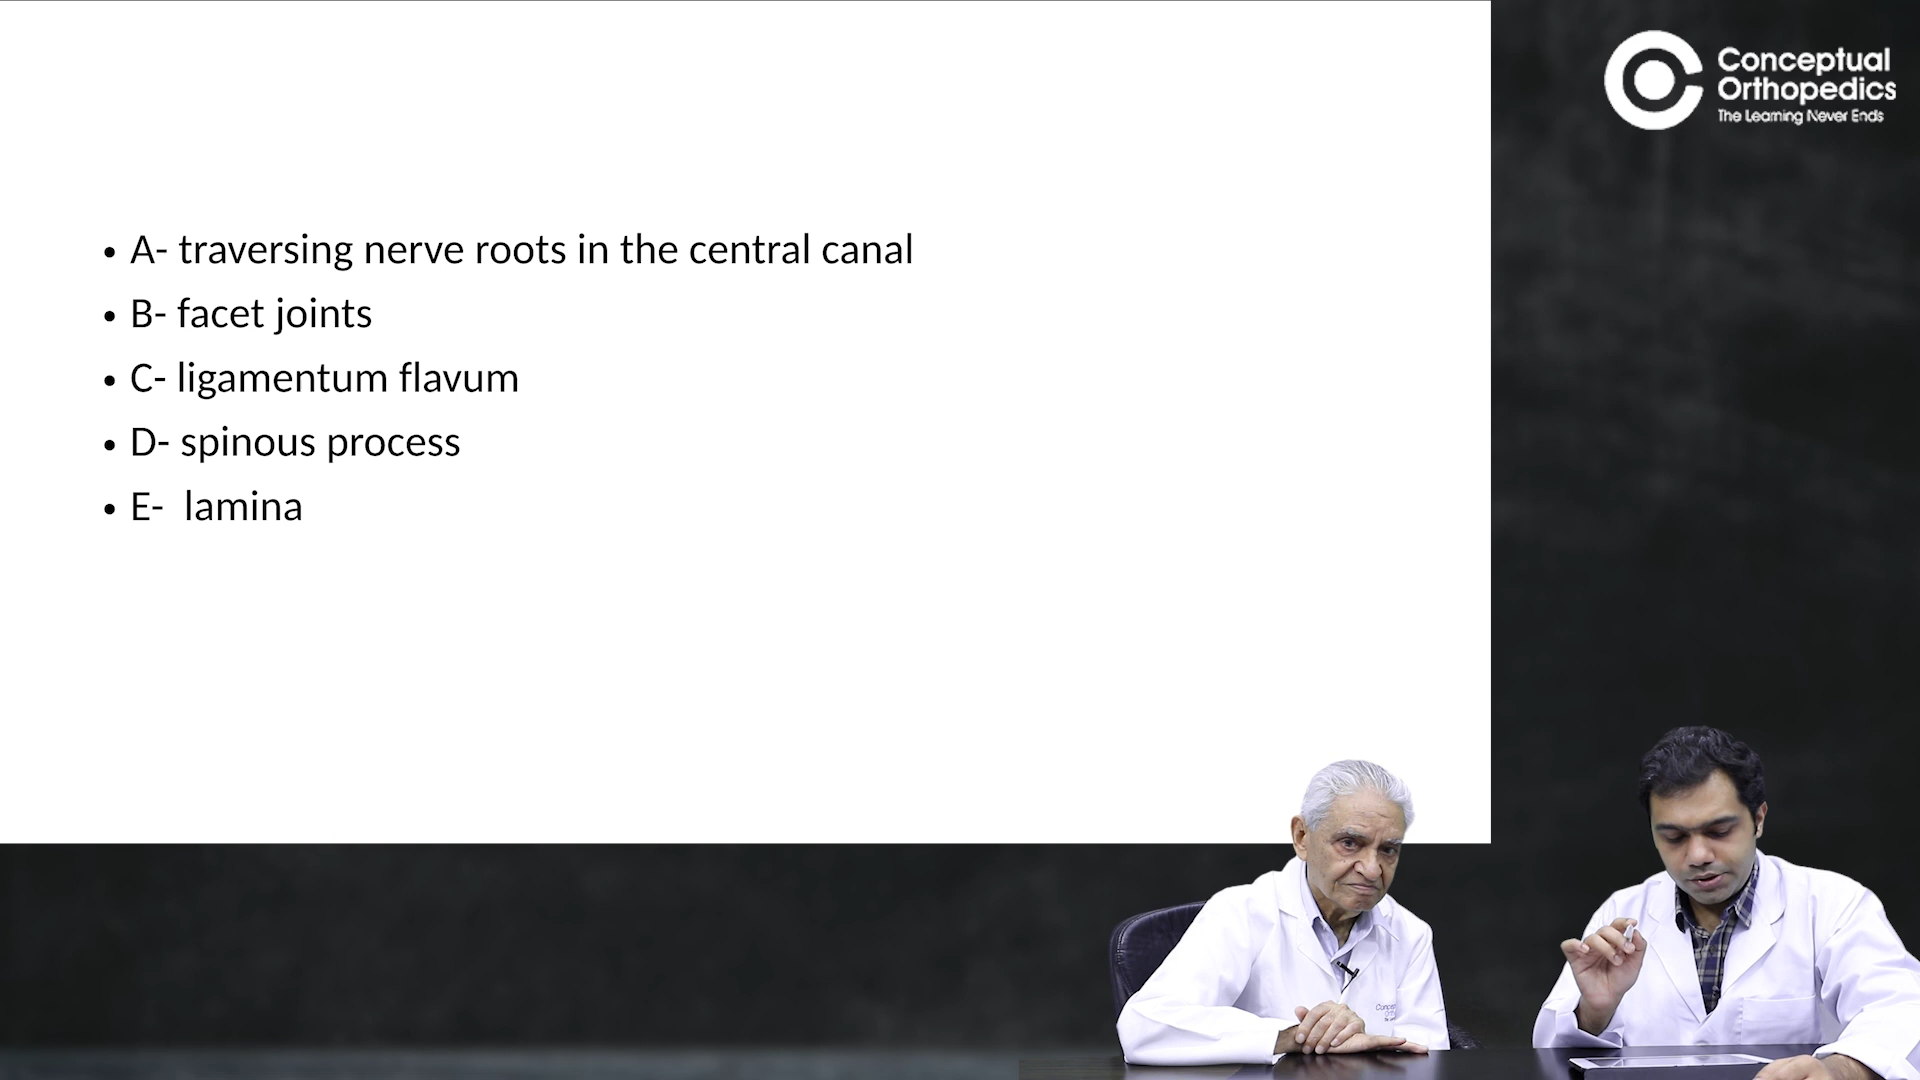 Conceptual
Orthopedics
The Learning Never Ends
• A- traversing nerve roots in the central canal
• B- facet joints
• C- ligamentum flavum
• D- spinous process
• E- lamina